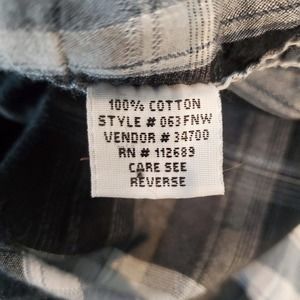 100% COTTON
STYLE # 063FNW
VENDOR # 34700
RN # 112689
CARE SEE
REVERSE